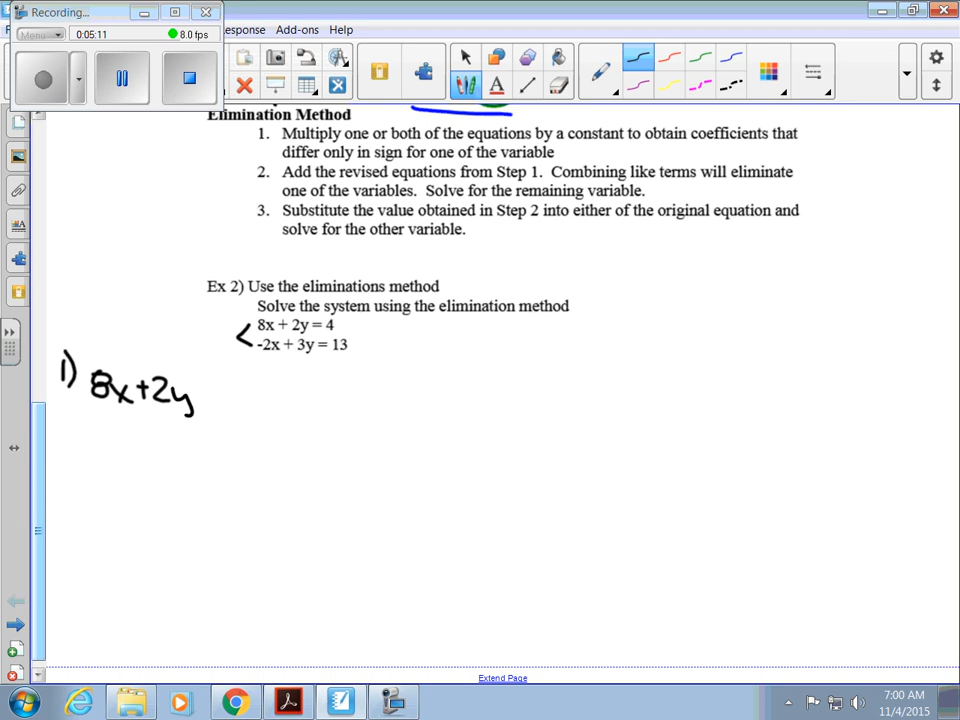 Recording...
Menu
0:05:11
8.0 fps
esponse Add-ons Help
Elimination Method
1. Multiply one or both of the equations by a constant to obtain coefficients that
differ only in sign for one of the variable
2. Add the revised equations from Step 1. Combining like terms will eliminate
one of the variables. Solve for the remaining variable.
3. Substitute the value obtained in Step 2 into either of the original equation and
solve for the other variable.
Ex 2) Use the eliminations method
Solve the system using the elimination method
8x + 2y = 4
-2x + 3y = 13
1) 8x+2y
Extend Page
7:00 AM
11/4/2015